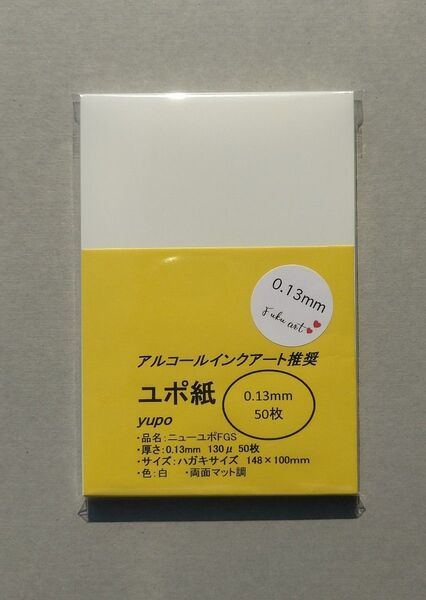 0.13mm
Fuku art
アルコールインクアート推奨
ユポ紙
yupo
0.13mm
50枚
・品名：ニューユポFGS
・厚さ：0.13mm 130μ 50枚
・サイズ：ハガキサイズ 148×100mm
・色：白 ・両面マット調